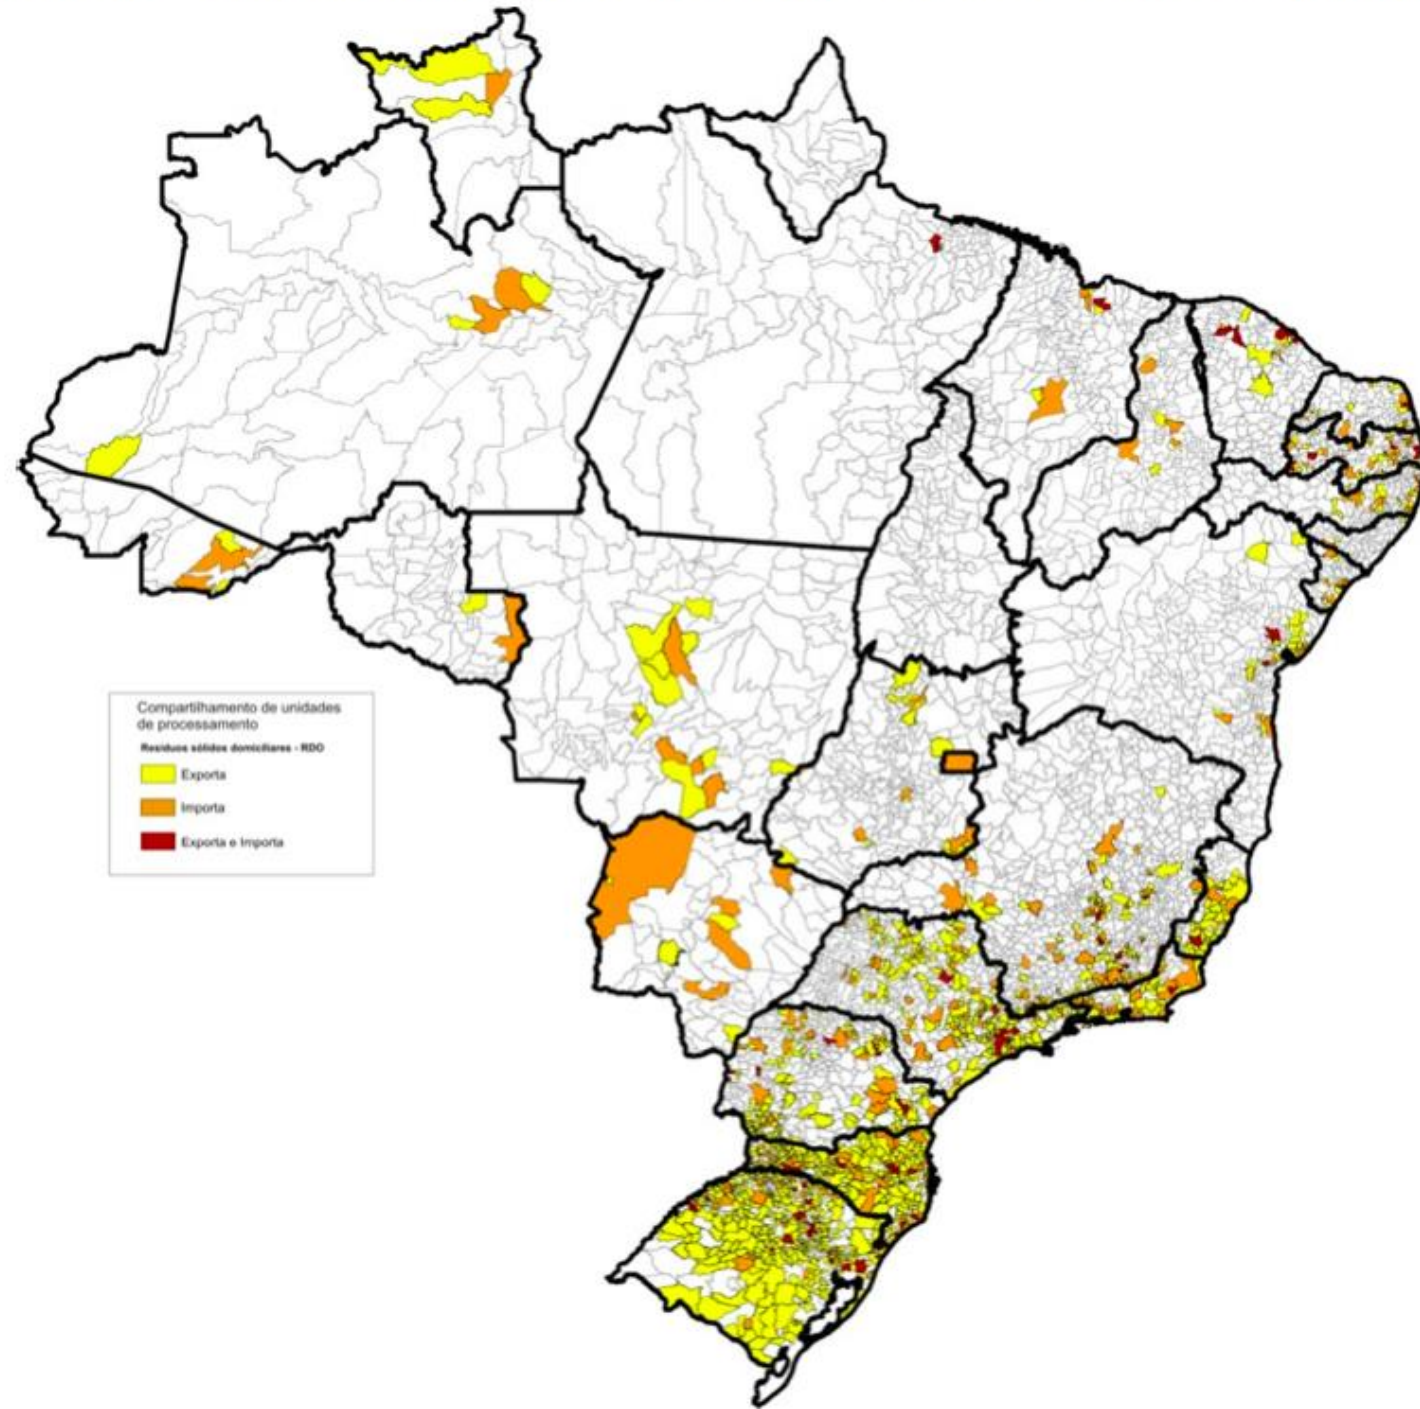 Compartilhamento de unidades
de processamento
Resíduos sólidos domiciliares - RDO
Exporta
Importa
Exporta e Importa